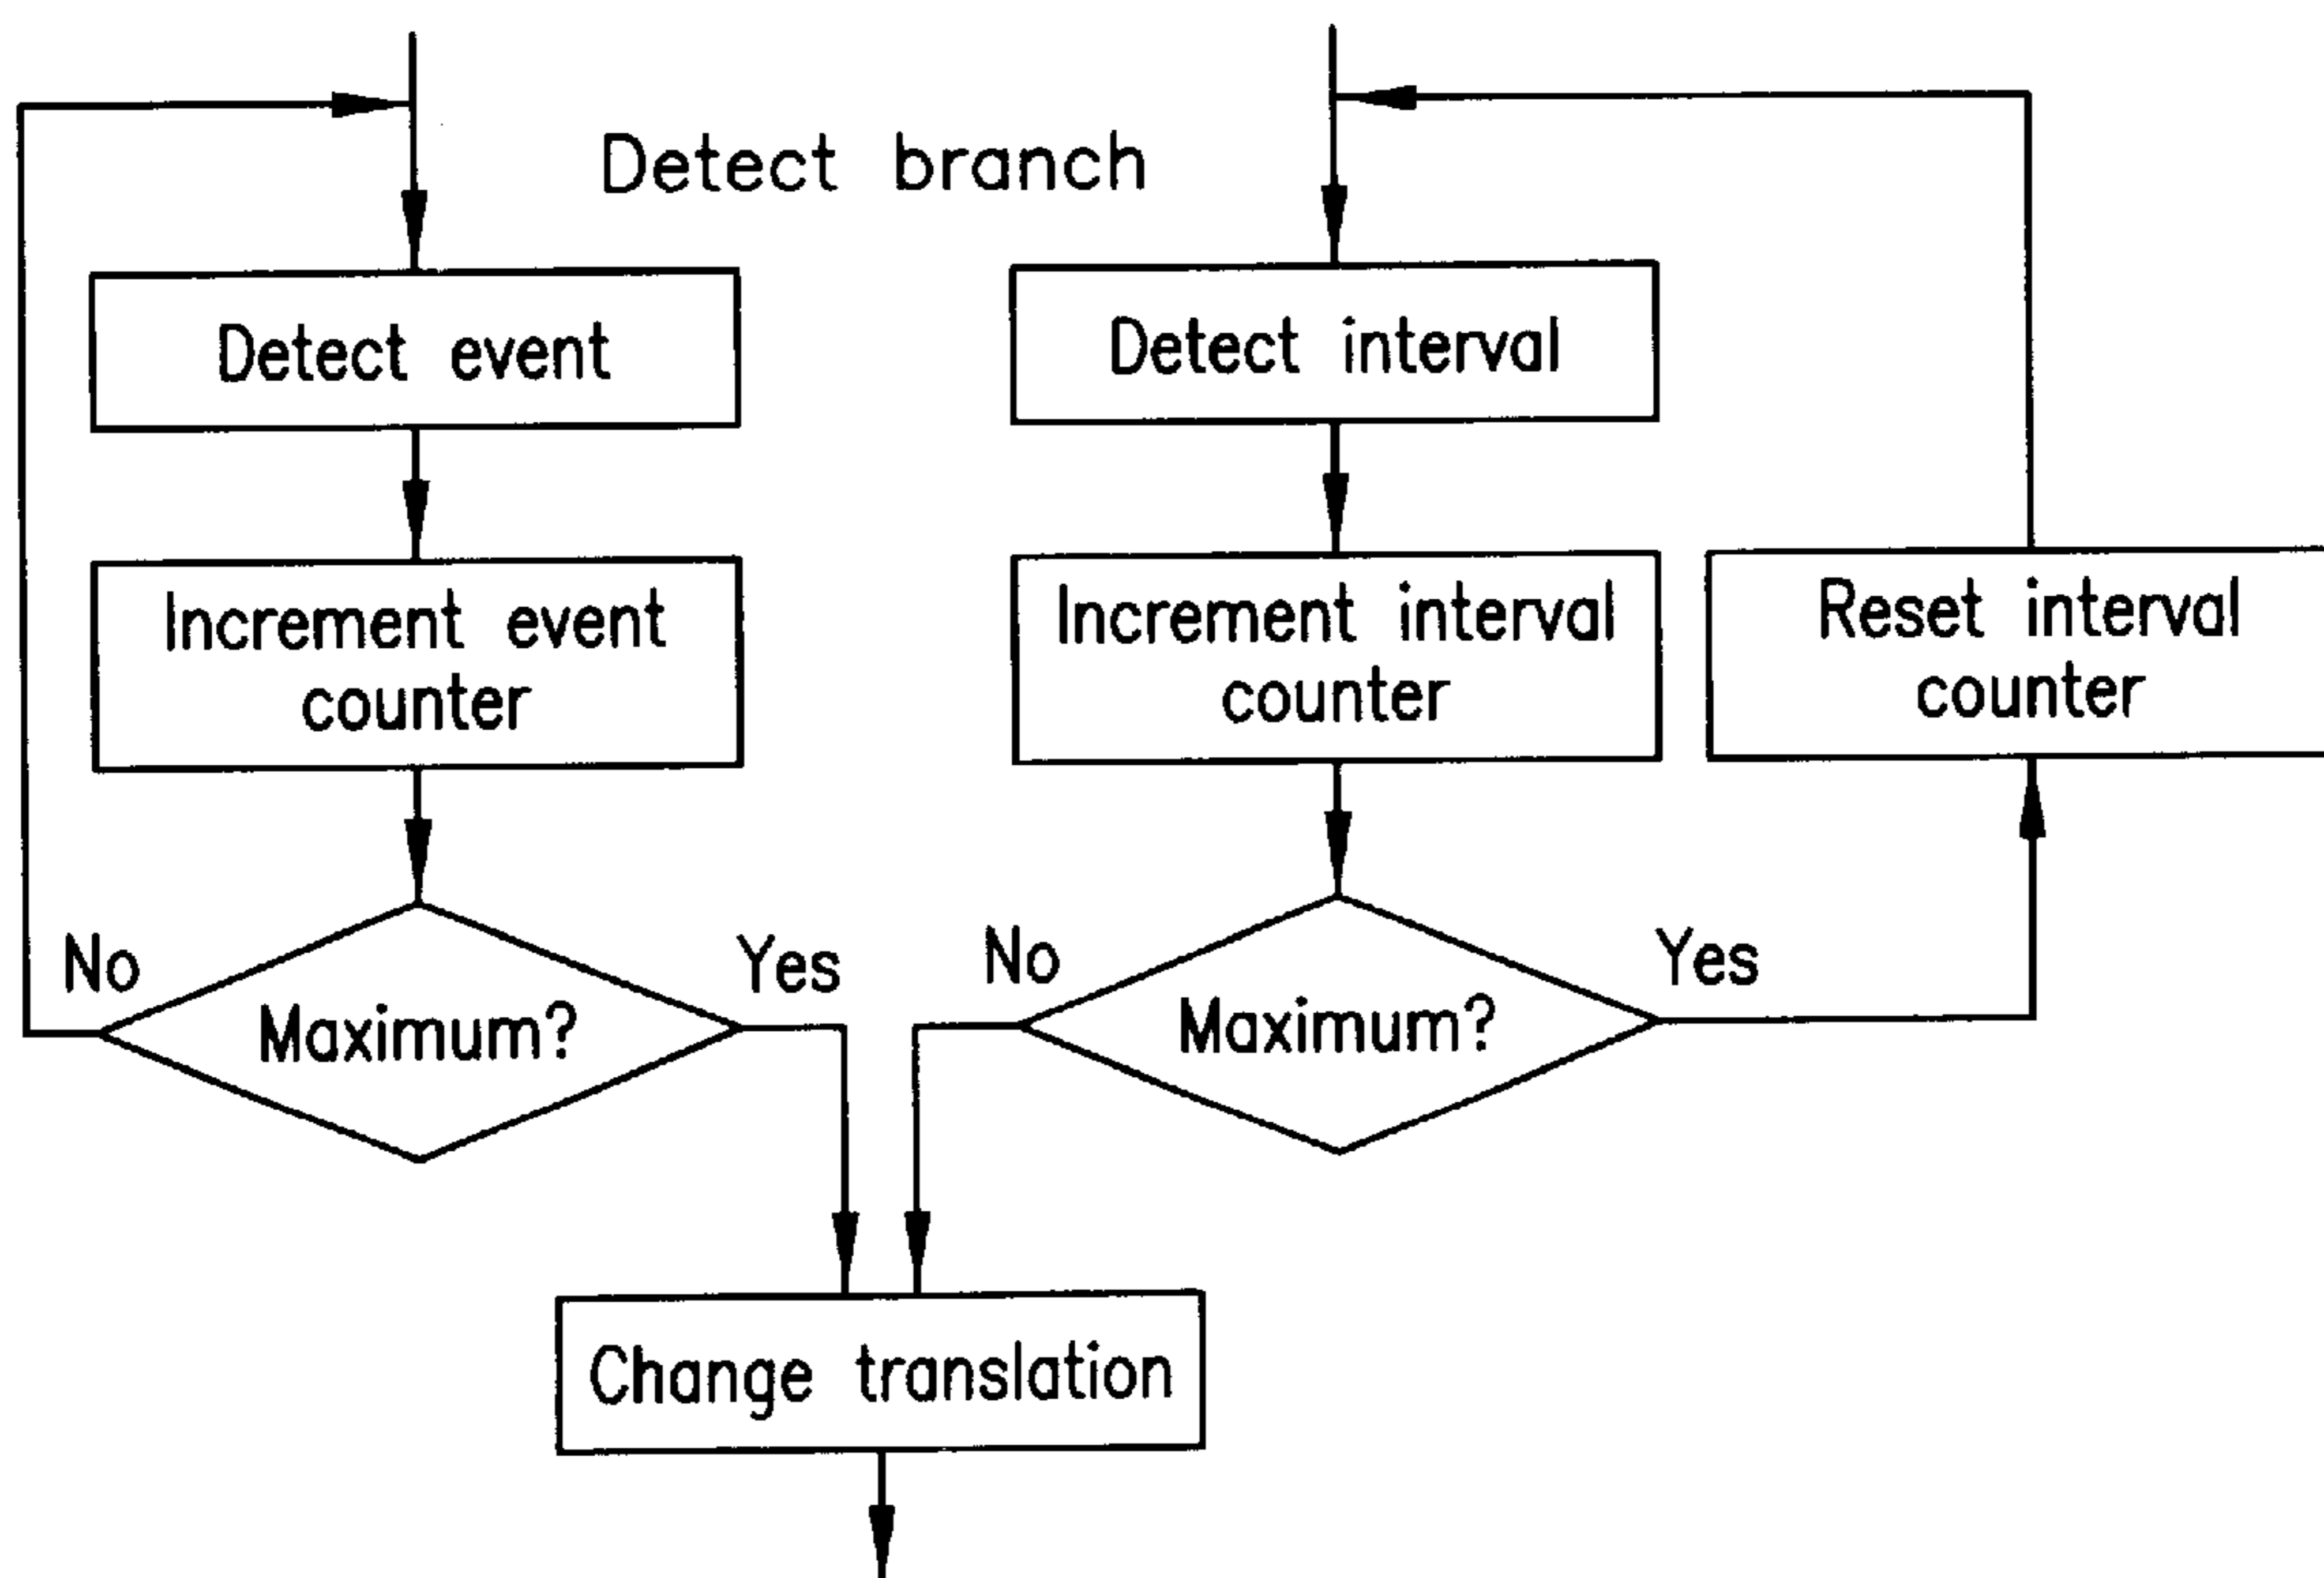 Detect branch
Detect event
Detect interval
Increment event
counter
Increment interval
counter
Reset interval
counter
No
Maximum?
Yes
No
Maximum?
Yes
Change translation